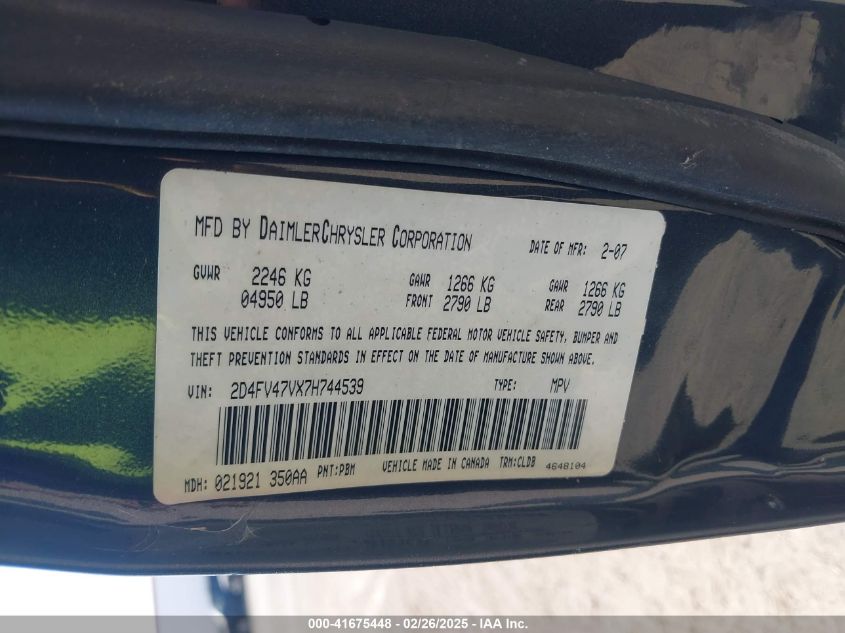 MFD BY DAIMLERCHRYSLER CORPORATION DATE OF MFR: 2-07
GVWR 2246 KG GAWR 1266 KG GAWR 1266 KG
04950 LB FRONT 2790 LB REAR 2790 LB
THIS VEHICLE CONFORMS TO ALL APPLICABLE FEDERAL MOTOR VEHICLE SAFETY, BUMPER AND
THEFT PREVENTION STANDARDS IN EFFECT ON THE DATE OF MANUFACTURE SHOWN ABOVE.
VIN: 2D4FV47VX7H744539 TYPE: MPV
MDH: 021921 350AA PNT:PBM VEHICLE MADE IN CANADA TRM:CLDB 4648104
000-41675448 - 02/26/2025 - IAA Inc.